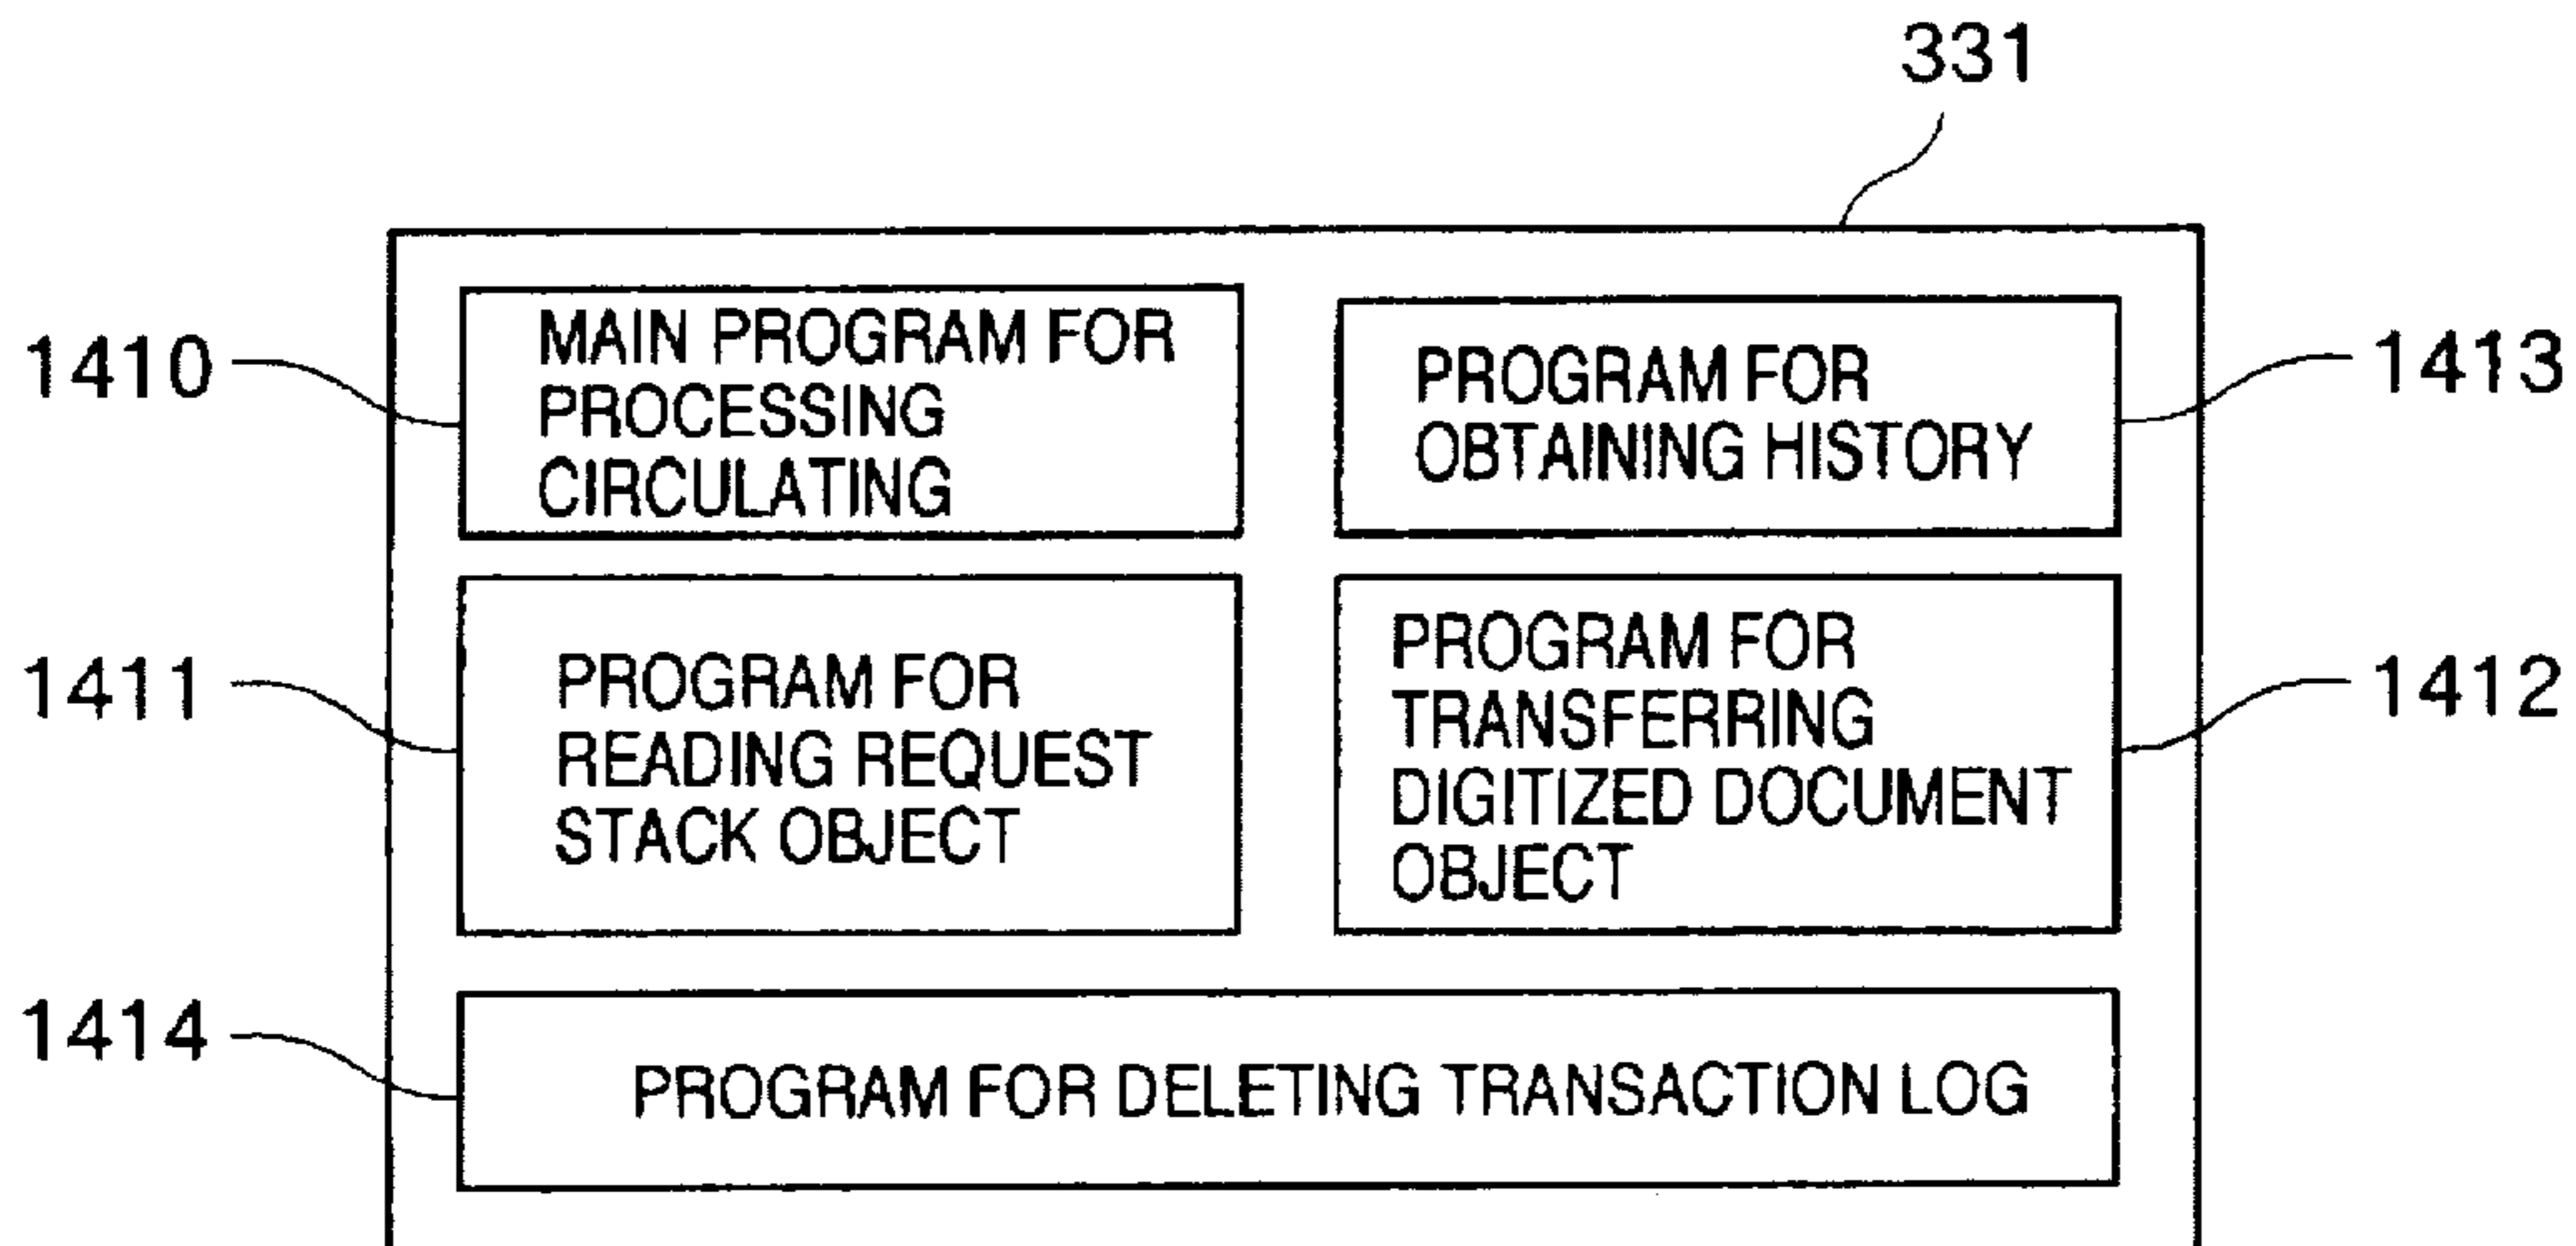 331
1410
MAIN PROGRAM FOR
PROCESSING
CIRCULATING
PROGRAM FOR
OBTAINING HISTORY
1413
1411
PROGRAM FOR
READING REQUEST
STACK OBJECT
PROGRAM FOR
TRANSFERRING
DIGITIZED DOCUMENT
OBJECT
1412
1414
PROGRAM FOR DELETING TRANSACTION LOG